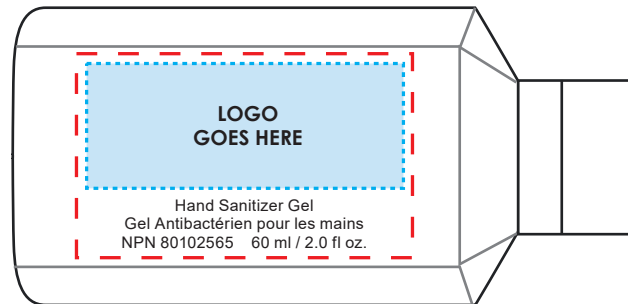 LOGO
GOES HERE
Hand Sanitizer Gel
Gel Antibactérien pour les mains
NPN 80102565    60 ml / 2.0 fl oz.